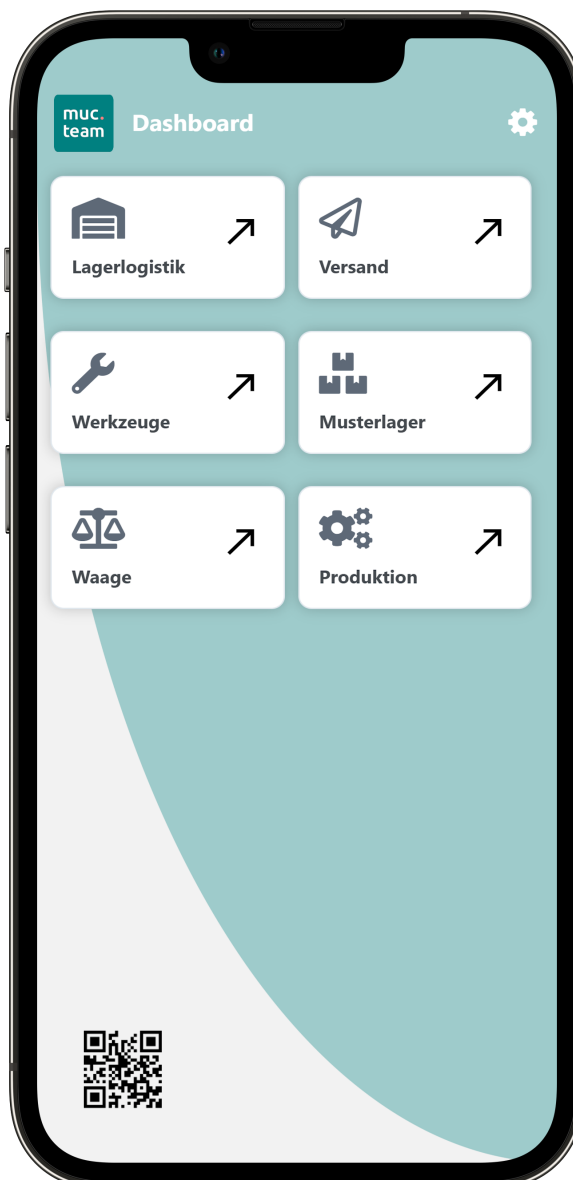 muc.
team
Dashboard
Lagerlogistik
Versand
Werkzeuge
Musterlager
Waage
Produktion